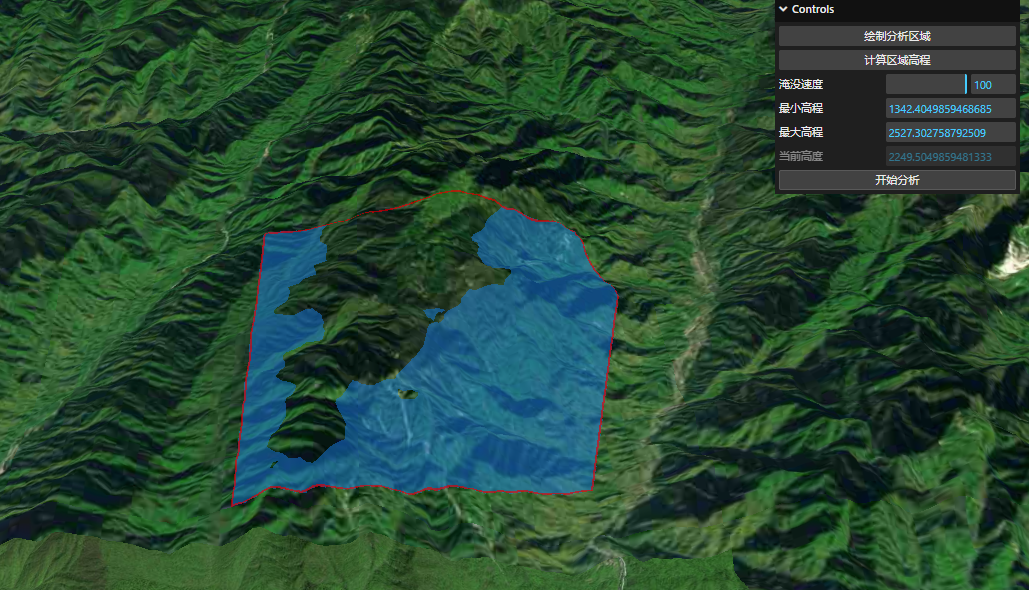 Controls
绘制分析区域
计算区域高程
淹没速度 100
最小高程 1342.4049859468685
最大高程 2527.302758792509
当前高度 2249.5049859481333
开始分析